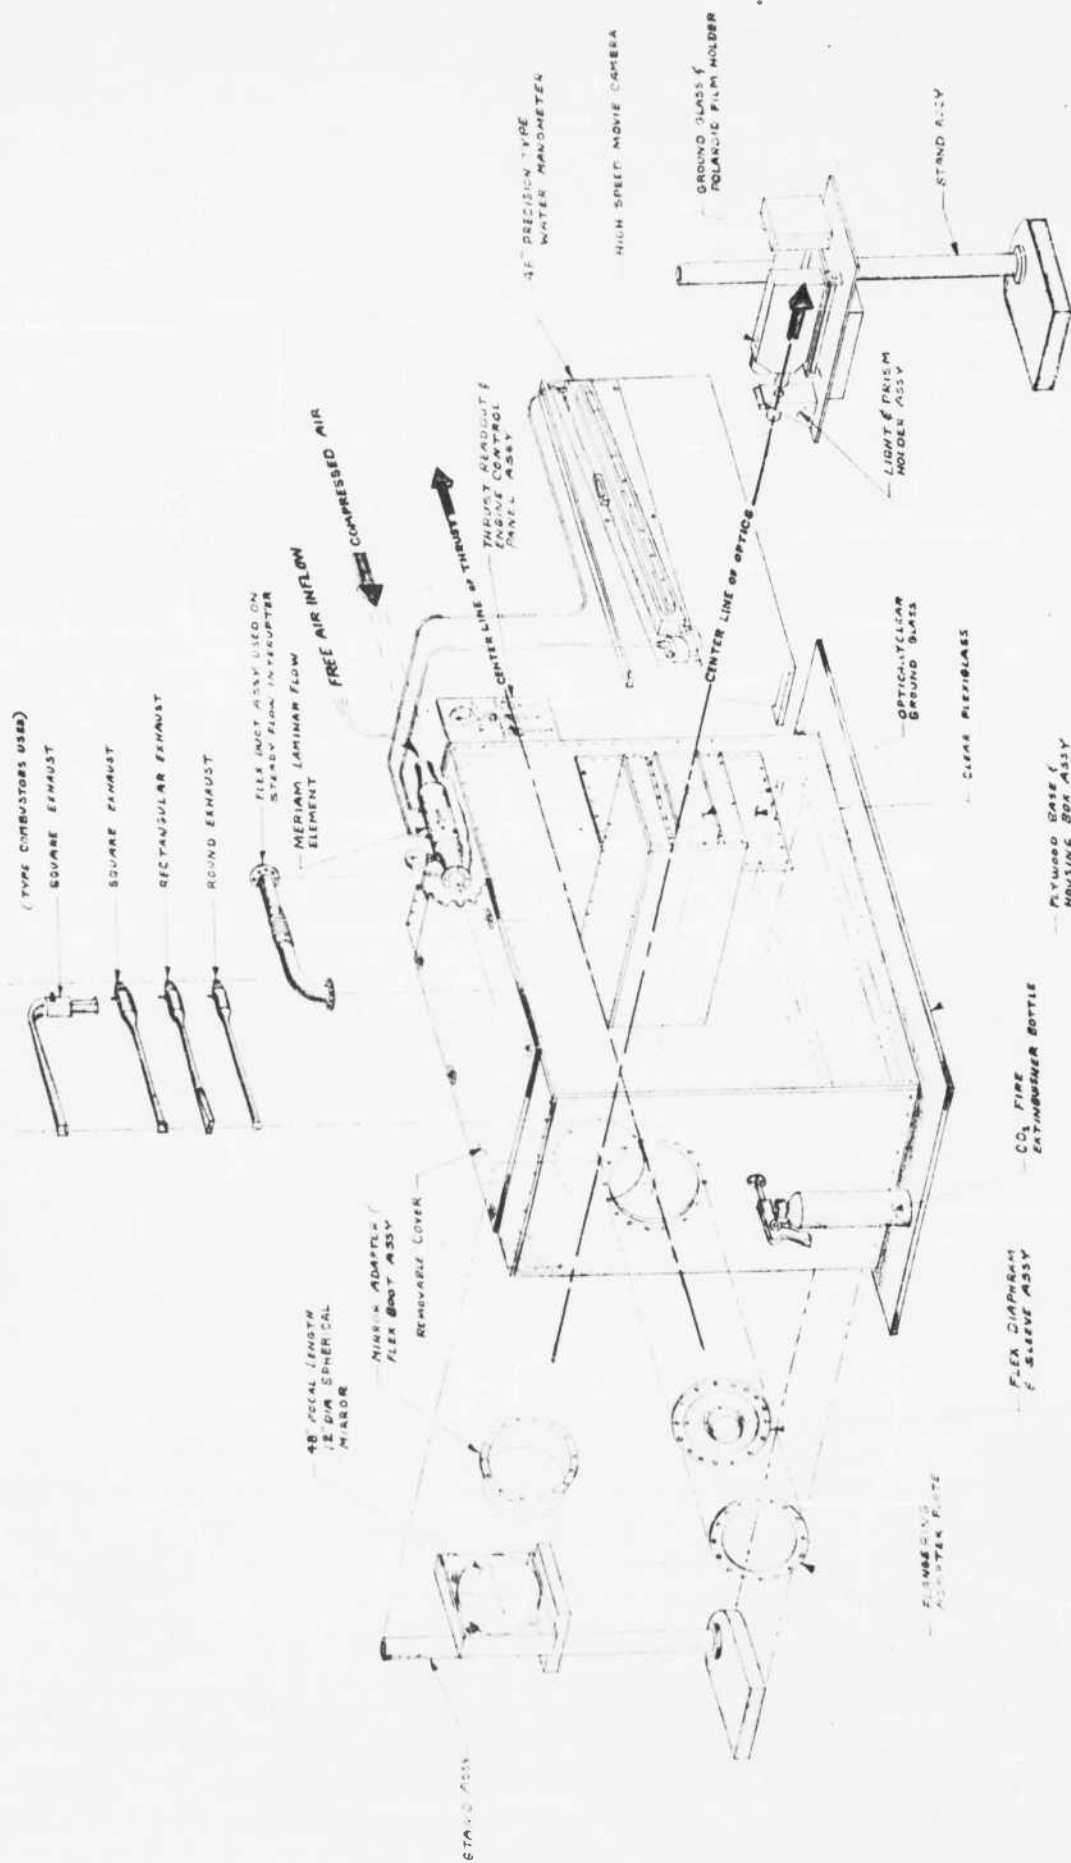 (TYPE COMBUSTORS USED)
SQUARE EXHAUST
SQUARE EXHAUST
RECTANGULAR EXHAUST
ROUND EXHAUST
FLEX DUCT ASSY USED ON
STEADY FLOW INTERUPTER
MERIAM LAMINAR FLOW
ELEMENT
FREE AIR INFLOW
COMPRESSED AIR
CENTER LINE OF THRUST
THRUST READOUT &
ENGINE CONTROL
PANEL ASSY
48" PRECISION TYPE
WATER MANOMETER
HIGH SPEED MOVIE CAMERA
GROUND GLASS &
POLAROID FILM HOLDER
STAND ASSY
LIGHT & PRISM
HOLDER ASSY
CENTER LINE OF OPTICS
OPTICALY CLEAR
GROUND GLASS
CLEAR PLEXIGLASS
PLYWOOD BASE &
HOUSING BOX ASSY
CO2 FIRE
EXTINGUISHER BOTTLE
FLEX DIAPHRAM
& SLEEVE ASSY
FLANGERING
ADAPTER PLATE
REMOVABLE COVER
MIRROR ADAPTER &
FLEX BOOT ASSY
48" FOCAL LENGTH
12" DIA SPHERICAL
MIRROR
STAND ASSY